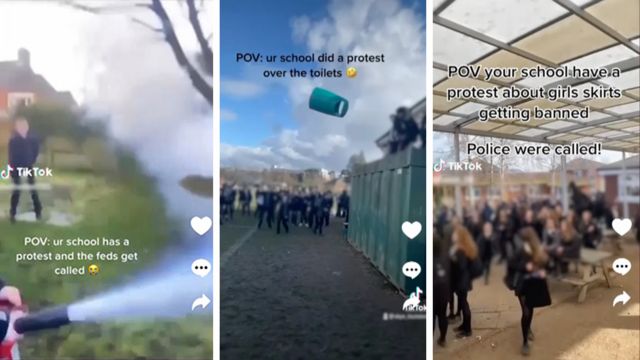 TikTok
POV: ur school has a
protest and the feds get
called 😭
POV: ur school did a protest
over the toilets 🤣
TikTok
POV your school have a
protest about girls skirts
getting banned
Police were called!
TikTok